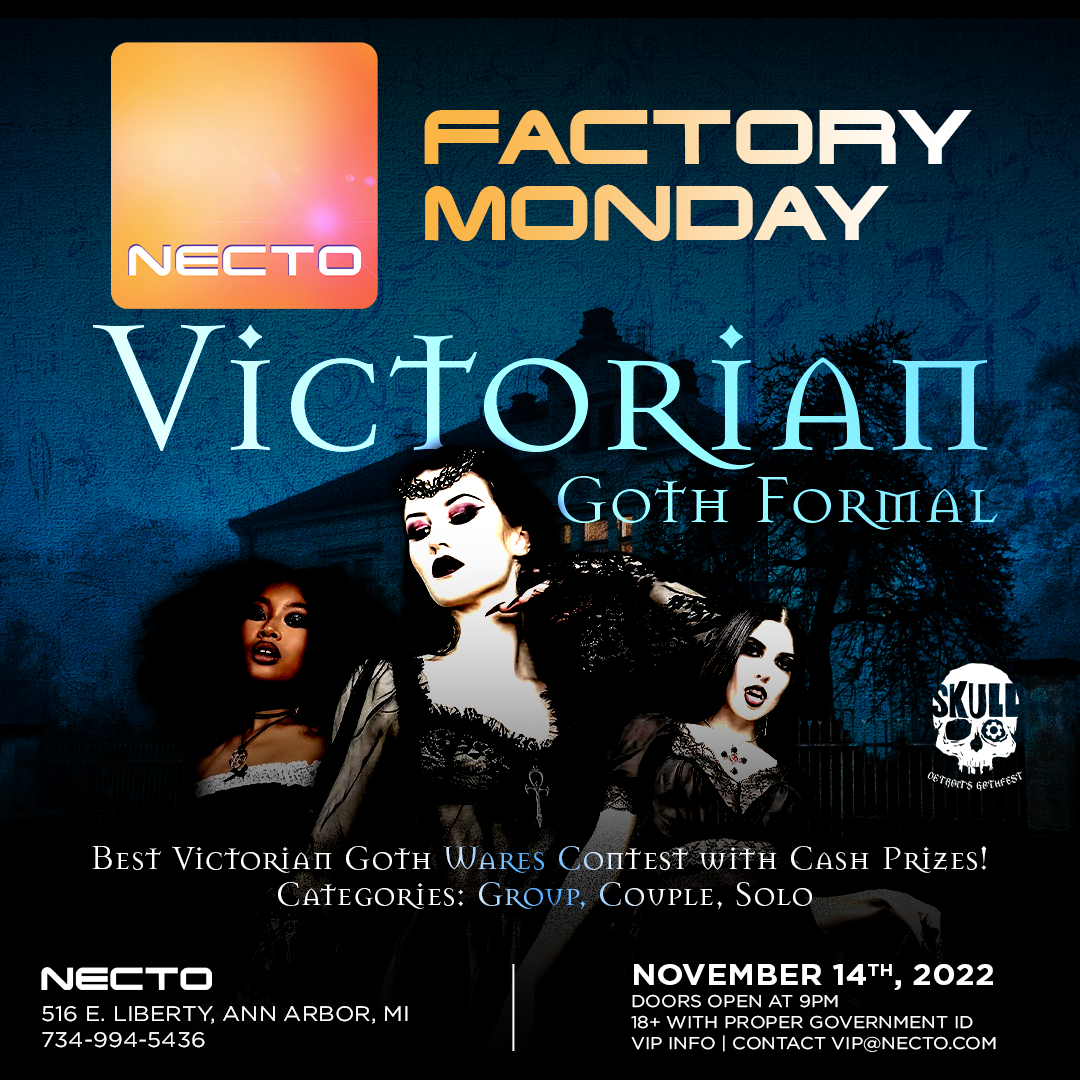 NECTO
FACTORY
MONDAY
Victorian
Goth Formal
SKULL
DETROIT'S GOTHFEST
Best Victorian Goth Wares Contest with Cash Prizes!
Categories: Group, Couple, Solo
NECTO
516 E. LIBERTY, ANN ARBOR, MI
734-994-5436
NOVEMBER 14TH, 2022
DOORS OPEN AT 9PM
18+ WITH PROPER GOVERNMENT ID
VIP INFO | CONTACT VIP@NECTO.COM